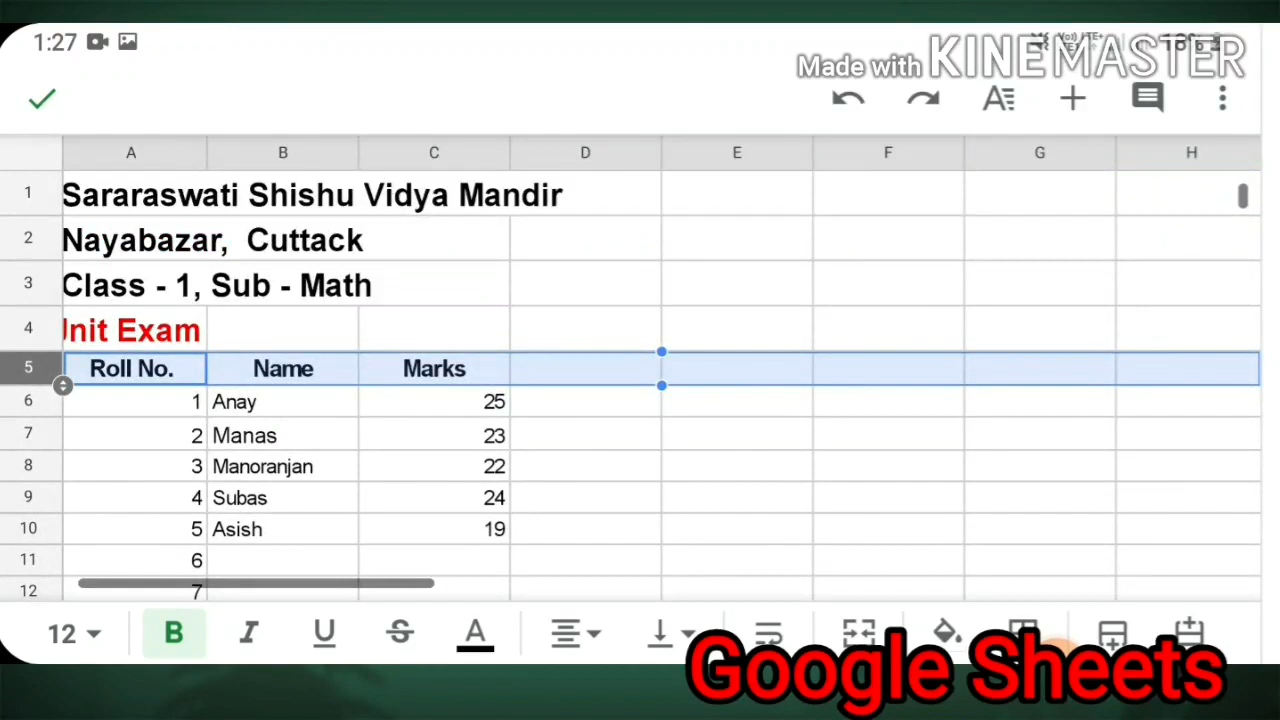 1:27 18%
Made with KINEMASTER
A B C D E F G H
1 Sararaswati Shishu Vidya Mandir
2 Nayabazar, Cuttack
3 Class - 1, Sub - Math
4 Unit Exam
5 Roll No. Name Marks
6 1 Anay 25
7 2 Manas 23
8 3 Manoranjan 22
9 4 Subas 24
10 5 Asish 19
11 6
12 7
12 B I U S A
Google Sheets